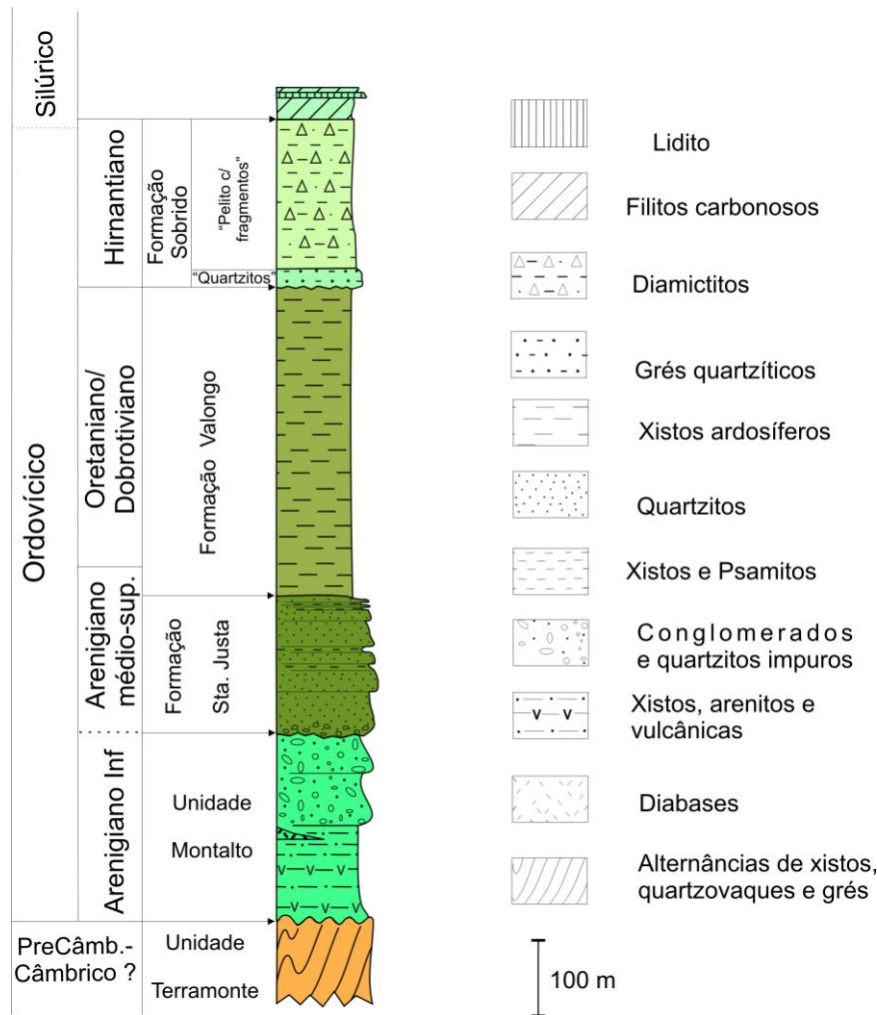 Silúrico
Ordovícico
Hirnantiano
Formação
Sobrido
"Pelito c/
fragmentos"
"Quartzitos"
Oretaniano/
Dobrotiviano
Formação Valongo
Arenigiano
médio-sup.
Formação
Sta. Justa
Arenigiano Inf
Unidade
Montalto
PreCâmb.-
Câmbrico ?
Unidade
Terramonte
Lidito
Filitos carbonosos
Diamictitos
Grés quartzíticos
Xistos ardosíferos
Quartzitos
Xistos e Psamitos
Conglomerados
e quartzitos impuros
Xistos, arenitos e
vulcânicas
Diabases
Alternâncias de xistos,
quartzovaques e grés
100 m